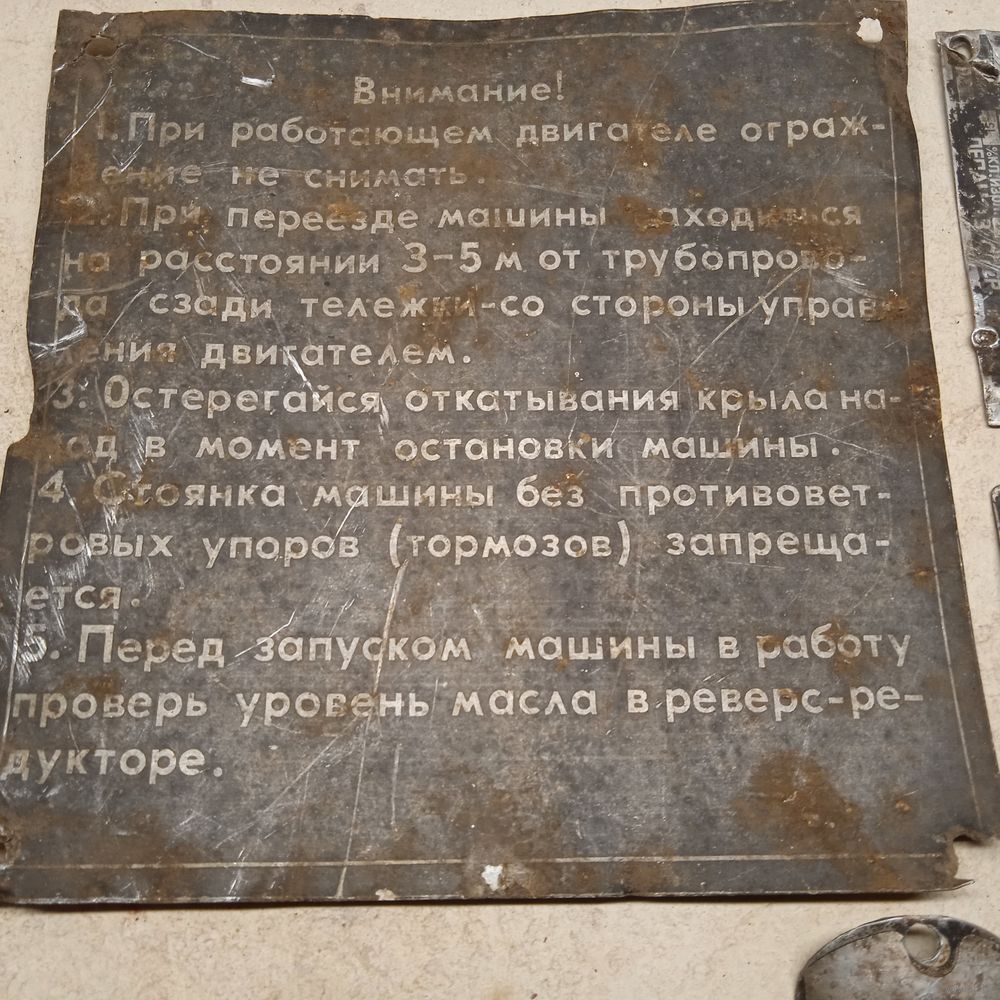 Внимание!
1. При работающем двигателе ограж-
ение не снимать.
2. При переезде машины находиться
на расстоянии 3-5 м от трубопрово-
да сзади тележки-со стороны управ-
ления двигателем.
3. Остерегайся откатывания крыла на-
зад в момент остановки машины.
4. Стоянка машины без противовет-
ровых упоров (тормозов) запреща-
ется.
5. Перед запуском машины в работу
проверь уровень масла в реверс-ре-
дукторе.